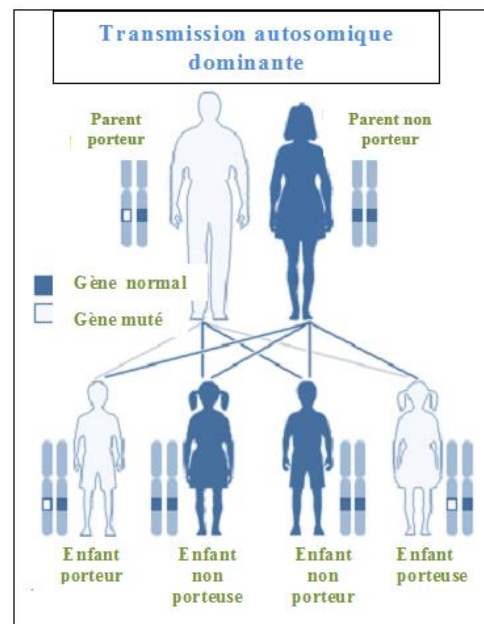 Transmission autosomique
dominante
Parent
porteur
Parent non
porteur
Gène normal
Gène muté
Enfant
porteur
Enfant
non
porteuse
Enfant
non
porteur
Enfant
porteuse